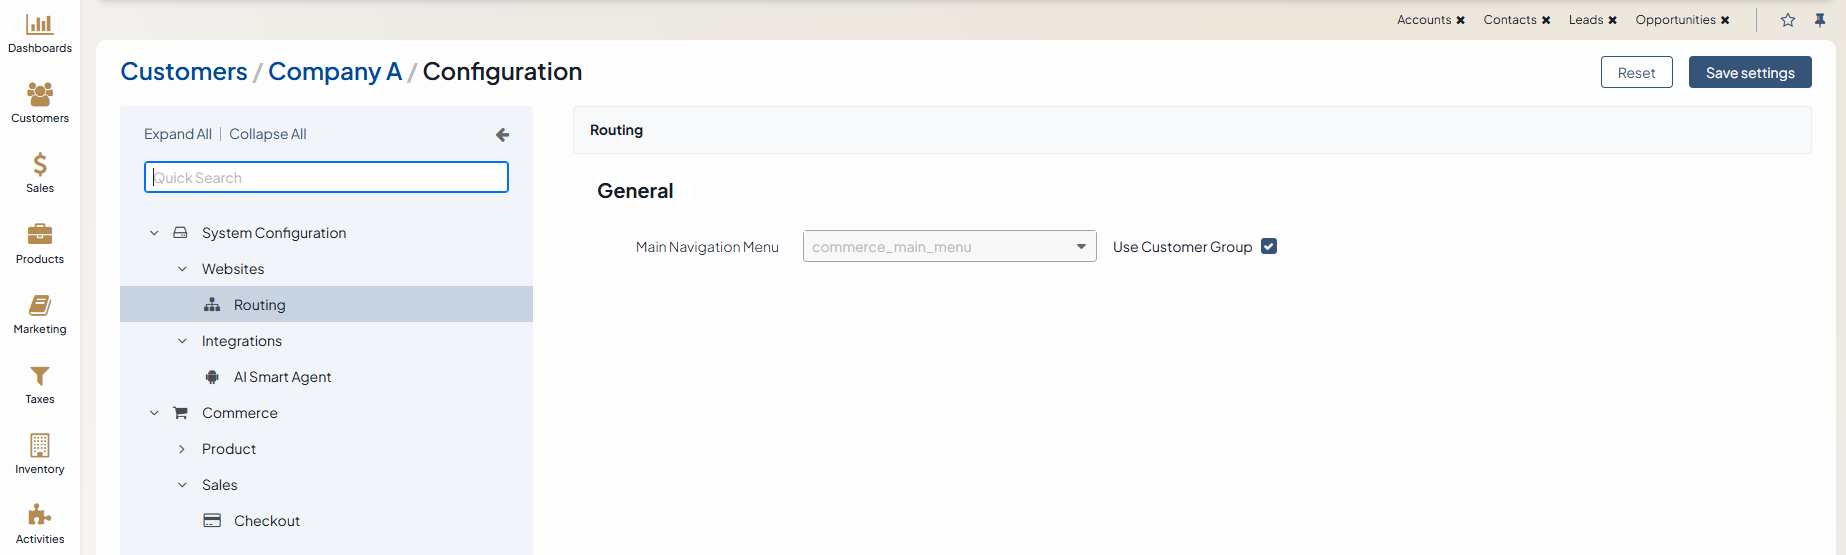 Accounts ✖ Contacts ✖ Leads ✖ Opportunities ✖
Dashboards
Customers
Sales
Products
Marketing
Taxes
Inventory
Activities
Customers / Company A / Configuration
Reset
Save settings
Expand All | Collapse All
Quick Search
System Configuration
Websites
Routing
Integrations
AI Smart Agent
Commerce
Product
Sales
Checkout
Routing
General
Main Navigation Menu commerce_main_menu Use Customer Group